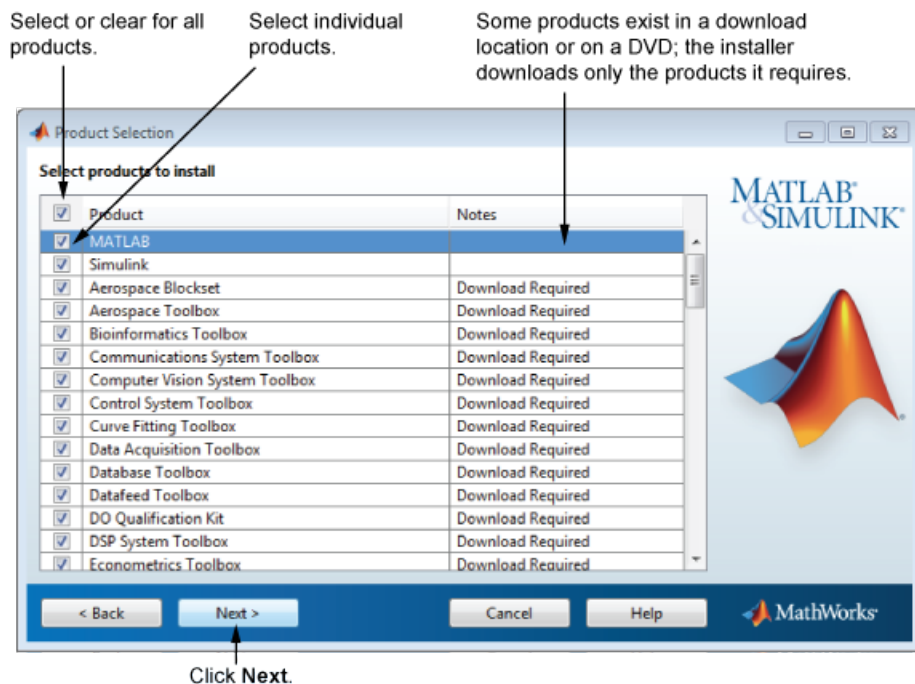 Select or clear for all
products.
Select individual
products.
Some products exist in a download
location or on a DVD; the installer
downloads only the products it requires.
Product Selection
Select products to install
Product Notes
MATLAB
Simulink
Aerospace Blockset Download Required
Aerospace Toolbox Download Required
Bioinformatics Toolbox Download Required
Communications System Toolbox Download Required
Computer Vision System Toolbox Download Required
Control System Toolbox Download Required
Curve Fitting Toolbox Download Required
Data Acquisition Toolbox Download Required
Database Toolbox Download Required
Datafeed Toolbox Download Required
DO Qualification Kit Download Required
DSP System Toolbox Download Required
Econometrics Toolbox Download Required
MATLAB®
&SIMULINK®
< Back Next > Cancel Help MathWorks®
Click Next.